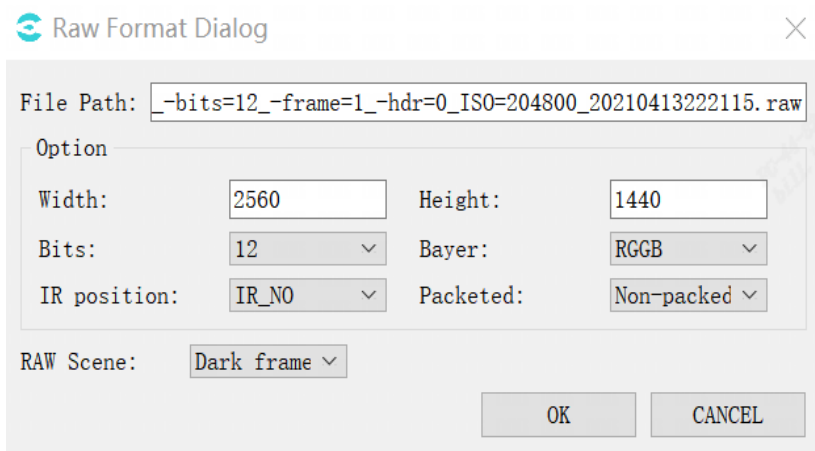 Raw Format Dialog
File Path: _-bits=12_-frame=1_-hdr=0_ISO=204800_20210413222115.raw
Option
Width: 2560 Height: 1440
Bits: 12 Bayer: RGGB
IR position: IR_NO Packeted: Non-packed
RAW Scene: Dark frame
OK CANCEL